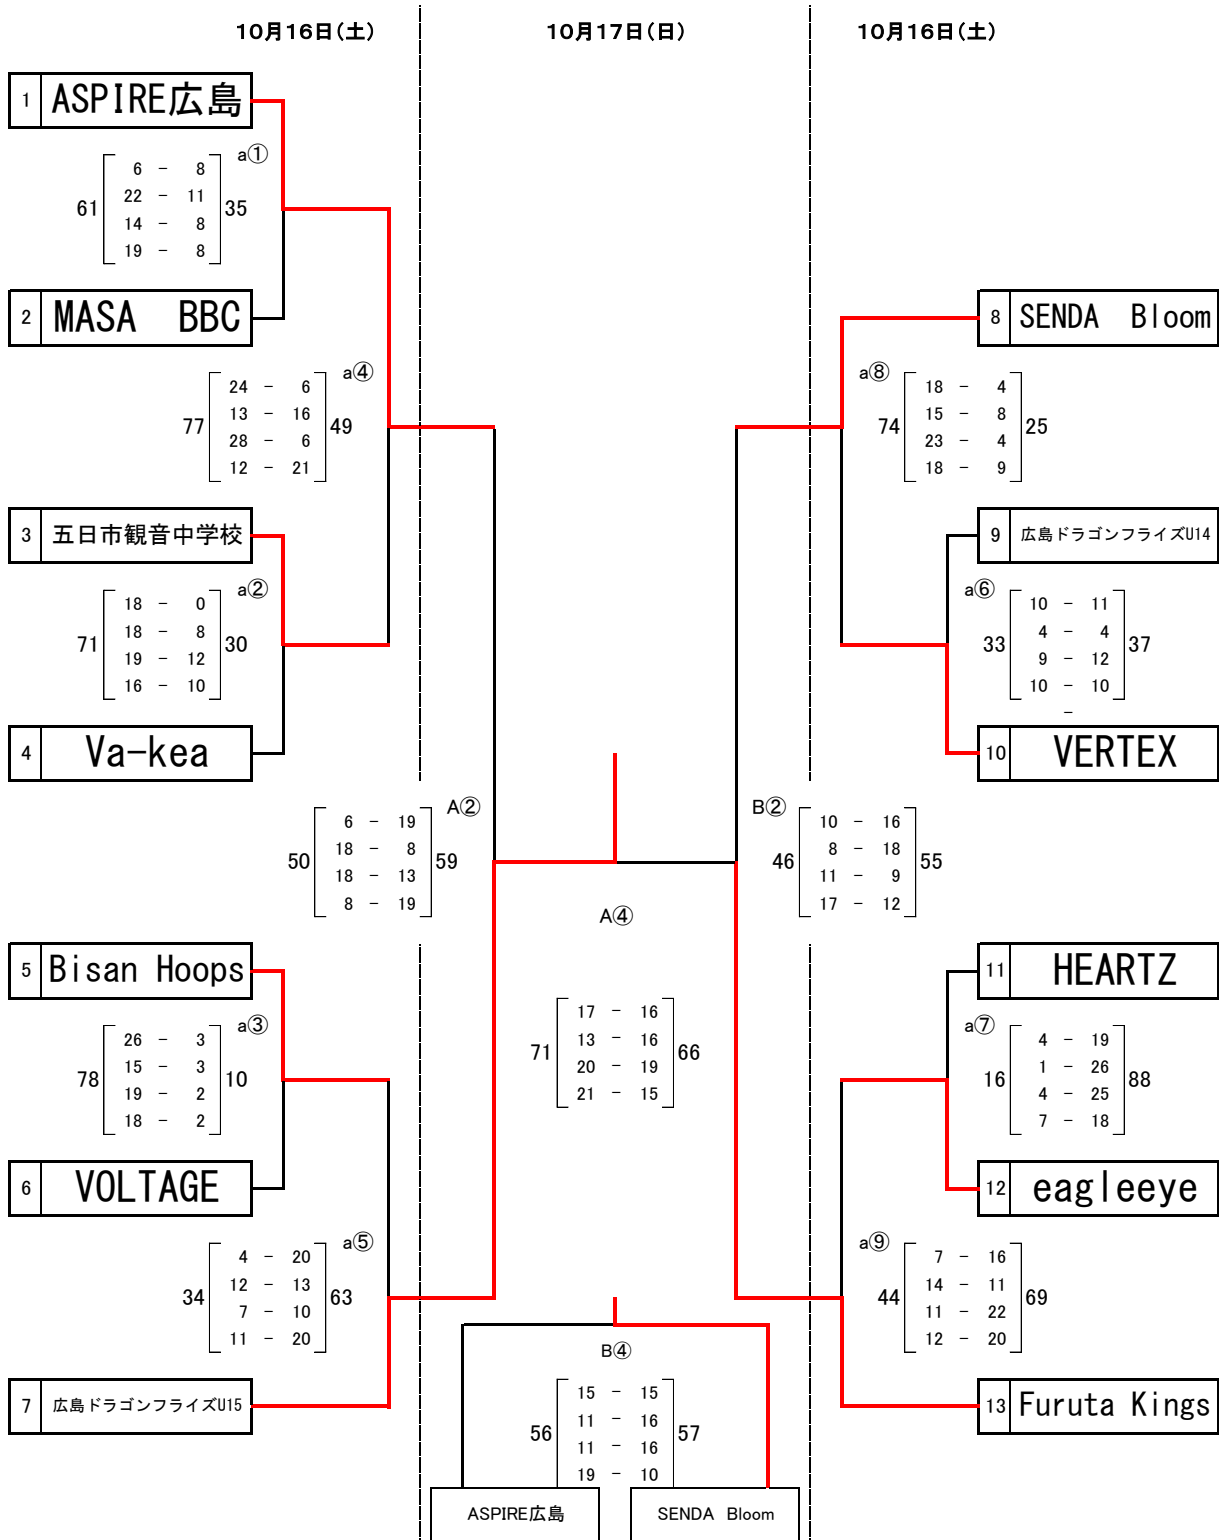 10月16日(土) 10月17日(日) 10月16日(土)
1 ASPIRE広島
a①
6 - 8
22 - 11
61 35
14 - 8
19 - 8
2 MASA　BBC
8 SENDA　Bloom
a④
24 - 6
13 - 16
77 49
28 - 6
12 - 21
a⑧
18 - 4
15 - 8
74 25
23 - 4
18 - 9
3 五日市観音中学校
9 広島ドラゴンフライズU14
a②
18 - 0
18 - 8
71 30
19 - 12
16 - 10
a⑥
10 - 11
4 - 4
33 37
9 - 12
10 - 10
-
4 Va-kea
10 VERTEX
A②
6 - 19
18 - 8
50 59
18 - 13
8 - 19
B②
10 - 16
8 - 18
46 55
11 - 9
17 - 12
A④
17 - 16
13 - 16
71 66
20 - 19
21 - 15
5 Bisan Hoops
11 HEARTZ
a③
26 - 3
15 - 3
78 10
19 - 2
18 - 2
a⑦
4 - 19
1 - 26
16 88
4 - 25
7 - 18
6 VOLTAGE
12 eagleeye
a⑤
4 - 20
12 - 13
34 63
7 - 10
11 - 20
a⑨
7 - 16
14 - 11
44 69
11 - 22
12 - 20
7 広島ドラゴンフライズU15
13 Furuta Kings
B④
15 - 15
11 - 16
56 57
11 - 16
19 - 10
ASPIRE広島 SENDA　Bloom